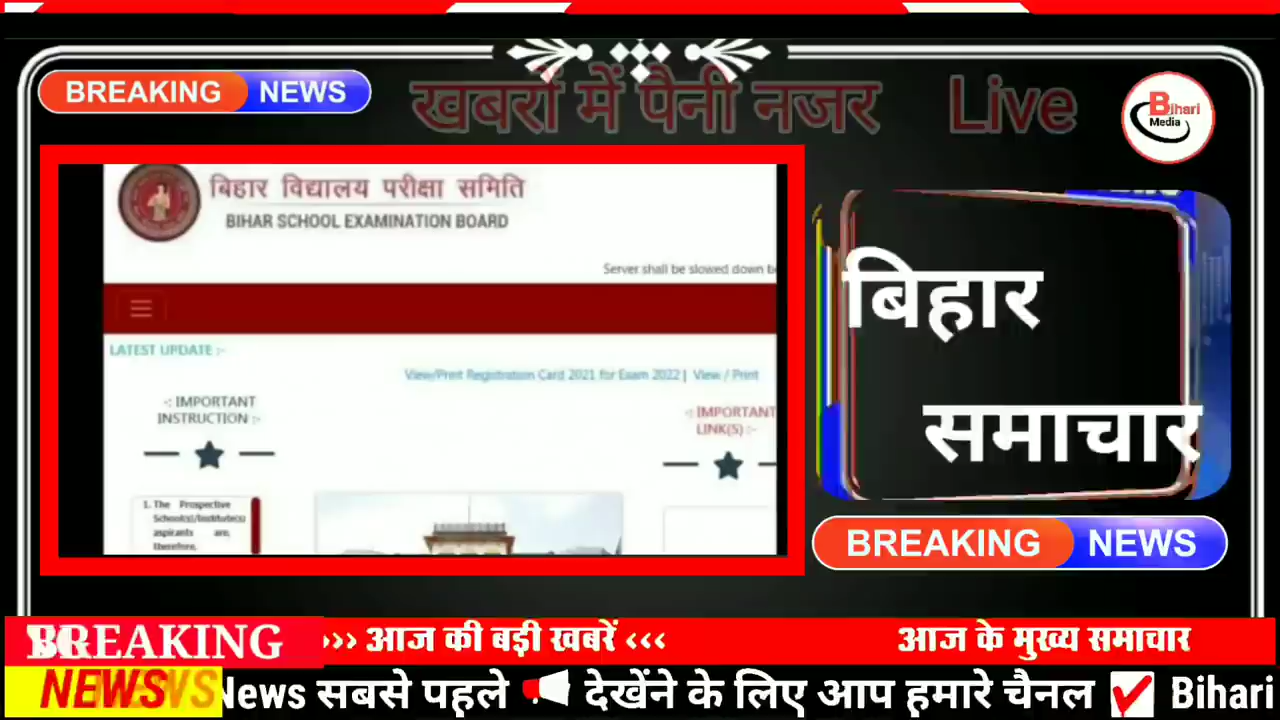 BREAKING NEWS
खबरों में पैनी नजर Live
Bihari
Media
बिहार विद्यालय परीक्षा समिति
BIHAR SCHOOL EXAMINATION BOARD
Server shall be slowed down
LATEST UPDATE :-
View/Print Registration Card 2021 for Exam 2022 | View / Print
-: IMPORTANT
INSTRUCTION :-
-: IMPORTANT
LINK(S) :-
1. The Prospective
School(s)/Institute(s)
aspirants are,
therefore,
बिहार
समाचार
BREAKING NEWS
BREAKING
››› आज की बड़ी खबरें ‹‹‹
आज के मुख्य समाचार
NEWS
News सबसे पहले देखेंने के लिए आप हमारे चैनल Bihari